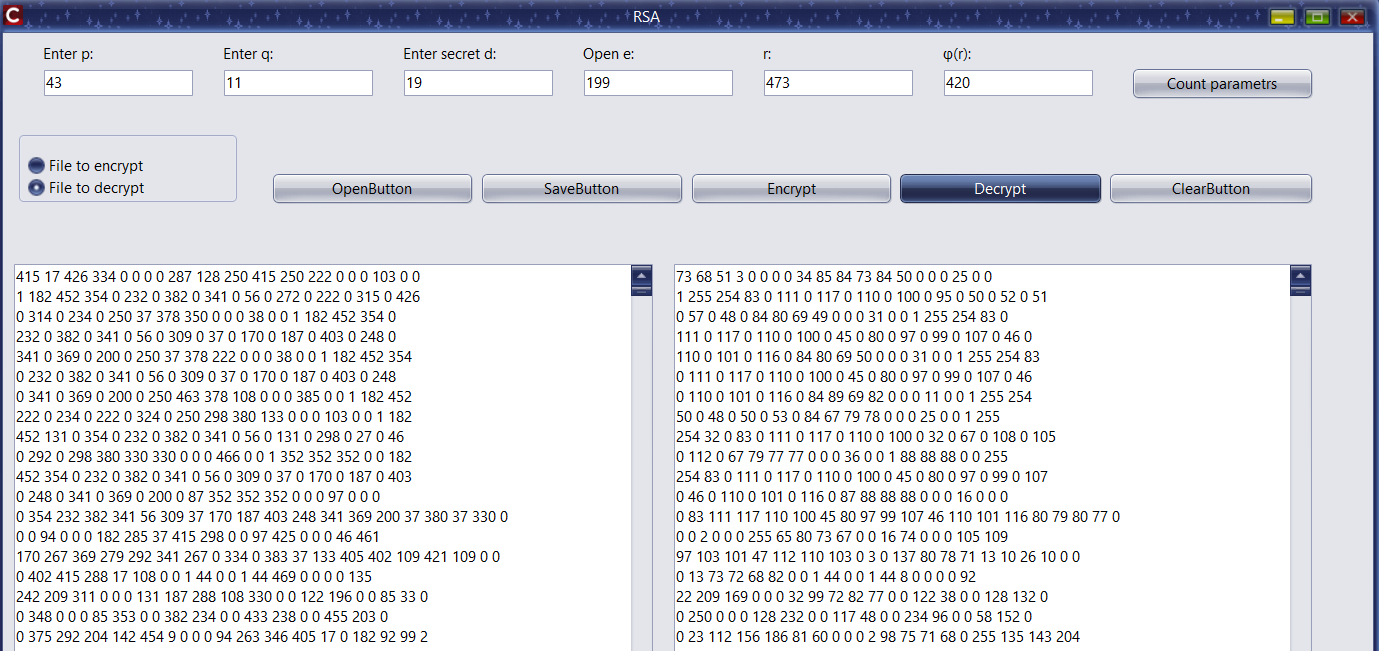 C
RSA
Enter p: Enter q: Enter secret d: Open e: r: φ(r):
43 11 19 199 473 420 Count parametrs
File to encrypt
File to decrypt
OpenButton SaveButton Encrypt Decrypt ClearButton
415 17 426 334 0 0 0 0 287 128 250 415 250 222 0 0 0 103 0 0
1 182 452 354 0 232 0 382 0 341 0 56 0 272 0 222 0 315 0 426
0 314 0 234 0 250 37 378 350 0 0 0 38 0 0 1 182 452 354 0
232 0 382 0 341 0 56 0 309 0 37 0 170 0 187 0 403 0 248 0
341 0 369 0 200 0 250 37 378 222 0 0 0 38 0 0 1 182 452 354
0 232 0 382 0 341 0 56 0 309 0 37 0 170 0 187 0 403 0 248
0 341 0 369 0 200 0 250 463 378 108 0 0 0 385 0 0 1 182 452
222 0 234 0 222 0 324 0 250 298 380 133 0 0 0 103 0 0 1 182
452 131 0 354 0 232 0 382 0 341 0 56 0 131 0 298 0 27 0 46
0 292 0 298 380 330 330 0 0 0 466 0 0 1 352 352 352 0 0 182
452 354 0 232 0 382 0 341 0 56 0 309 0 37 0 170 0 187 0 403
0 248 0 341 0 369 0 200 0 87 352 352 352 0 0 0 97 0 0 0
0 354 232 382 341 56 309 37 170 187 403 248 341 369 200 37 380 37 330 0
0 0 94 0 0 0 182 285 37 415 298 0 0 97 425 0 0 0 46 461
170 267 369 279 292 341 267 0 334 0 383 37 133 405 402 109 421 109 0 0
0 402 415 288 17 108 0 0 1 44 0 0 1 44 469 0 0 0 0 135
242 209 311 0 0 0 131 187 288 108 330 0 0 122 196 0 0 85 33 0
0 348 0 0 0 85 353 0 0 382 234 0 0 433 238 0 0 455 203 0
0 375 292 204 142 454 9 0 0 0 94 263 346 405 17 0 182 92 99 2
73 68 51 3 0 0 0 0 34 85 84 73 84 50 0 0 0 25 0 0
1 255 254 83 0 111 0 117 0 110 0 100 0 95 0 50 0 52 0 51
0 57 0 48 0 84 80 69 49 0 0 0 31 0 0 1 255 254 83 0
111 0 117 0 110 0 100 0 45 0 80 0 97 0 99 0 107 0 46 0
110 0 101 0 116 0 84 80 69 50 0 0 0 31 0 0 1 255 254 83
0 111 0 117 0 110 0 100 0 45 0 80 0 97 0 99 0 107 0 46
0 110 0 101 0 116 0 84 89 69 82 0 0 0 11 0 0 1 255 254
50 0 48 0 50 0 53 0 84 67 79 78 0 0 0 25 0 0 1 255
254 32 0 83 0 111 0 117 0 110 0 100 0 32 0 67 0 108 0 105
0 112 0 67 79 77 77 0 0 0 36 0 0 1 88 88 88 0 0 255
254 83 0 111 0 117 0 110 0 100 0 45 0 80 0 97 0 99 0 107
0 46 0 110 0 101 0 116 0 87 88 88 88 0 0 0 16 0 0 0
0 83 111 117 110 100 45 80 97 99 107 46 110 101 116 80 79 80 77 0
0 0 2 0 0 0 255 65 80 73 67 0 0 16 74 0 0 0 105 109
97 103 101 47 112 110 103 0 3 0 137 80 78 71 13 10 26 10 0 0
0 13 73 72 68 82 0 0 1 44 0 0 1 44 8 0 0 0 0 92
22 209 169 0 0 0 32 99 72 82 77 0 0 122 38 0 0 128 132 0
0 250 0 0 0 128 232 0 0 117 48 0 0 234 96 0 0 58 152 0
0 23 112 156 186 81 60 0 0 0 2 98 75 71 68 0 255 135 143 204